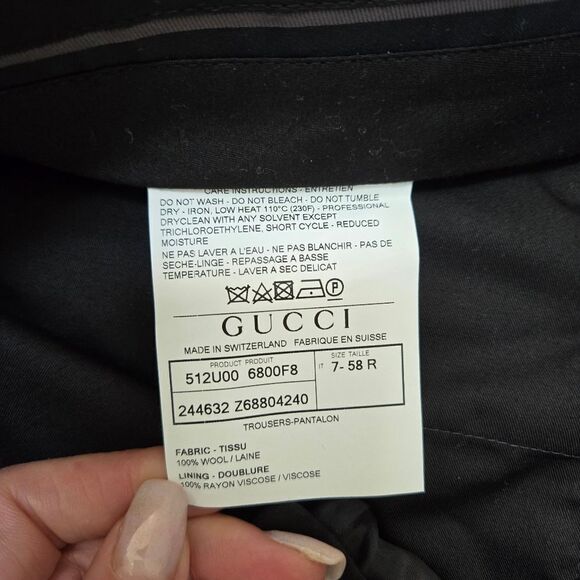 CARE INSTRUCTIONS - ENTRETIEN
DO NOT WASH - DO NOT BLEACH - DO NOT TUMBLE
DRY - IRON, LOW HEAT 110°C (230F) - PROFESSIONAL
DRYCLEAN WITH ANY SOLVENT EXCEPT
TRICHLOROETHYLENE, SHORT CYCLE - REDUCED
MOISTURE
NE PAS LAVER A L'EAU - NE PAS BLANCHIR - PAS DE
SECHE-LINGE - REPASSAGE A BASSE
TEMPERATURE - LAVER A SEC DELICAT
P
GUCCI
MADE IN SWITZERLAND FABRIQUE EN SUISSE
PRODUCT PRODUIT
512U00 6800F8
SIZE TAILLE
IT 7- 58 R
244632 Z68804240
TROUSERS-PANTALON
FABRIC - TISSU
100% WOOL / LAINE
LINING - DOUBLURE
100% RAYON VISCOSE / VISCOSE